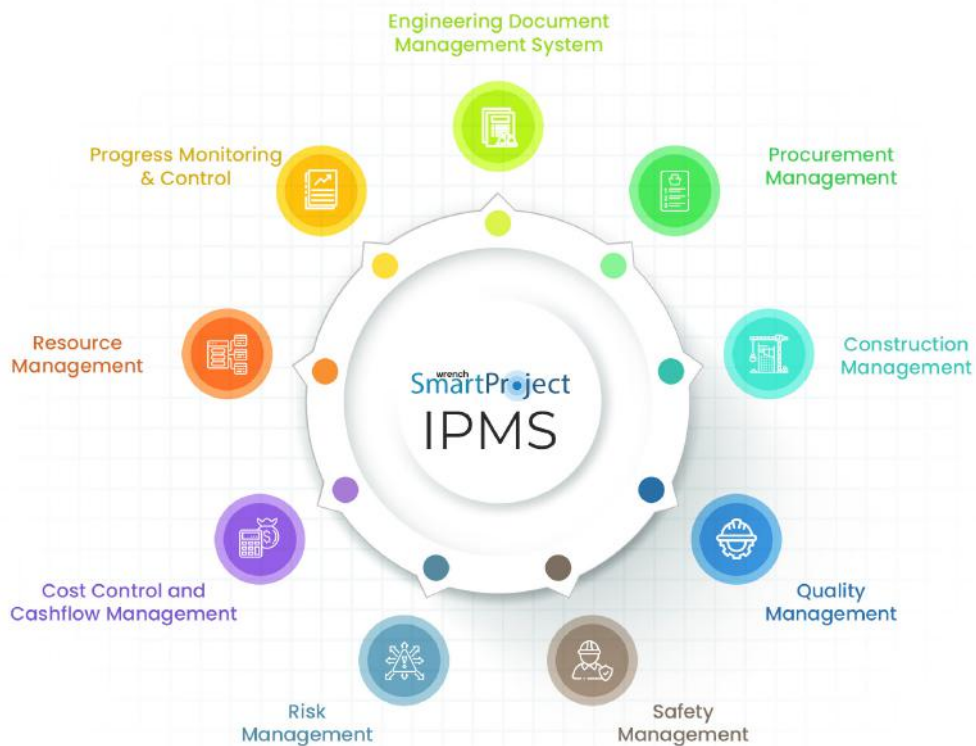 Engineering Document
Management System
Progress Monitoring
& Control
Procurement
Management
Resource
Management
Construction
Management
wrench
SmartProject
IPMS
Cost Control and
Cashflow Management
Quality
Management
Risk
Management
Safety
Management